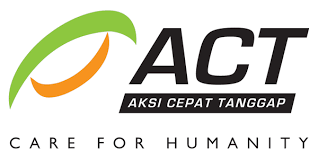 ACT
AKSI CEPAT TANGGAP
CARE FOR HUMANITY